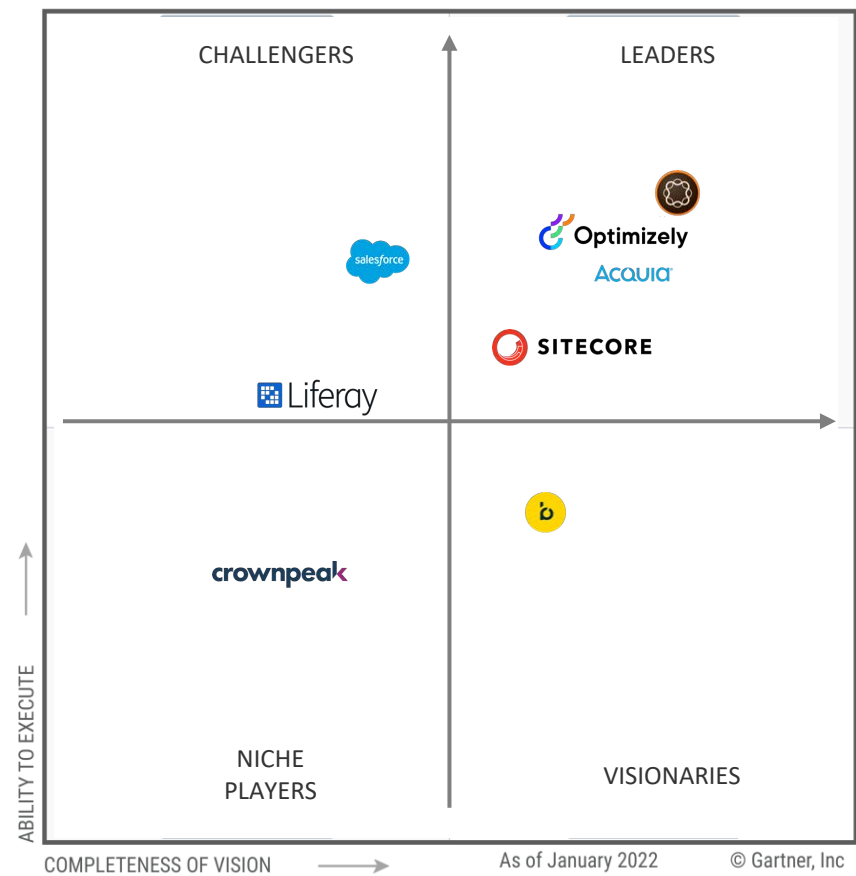 CHALLENGERS
LEADERS
Optimizely
salesforce
Acquia
SITECORE
Liferay
b
crownpeak
ABILITY TO EXECUTE
NICHE
PLAYERS
VISIONARIES
COMPLETENESS OF VISION
As of January 2022
© Gartner, Inc